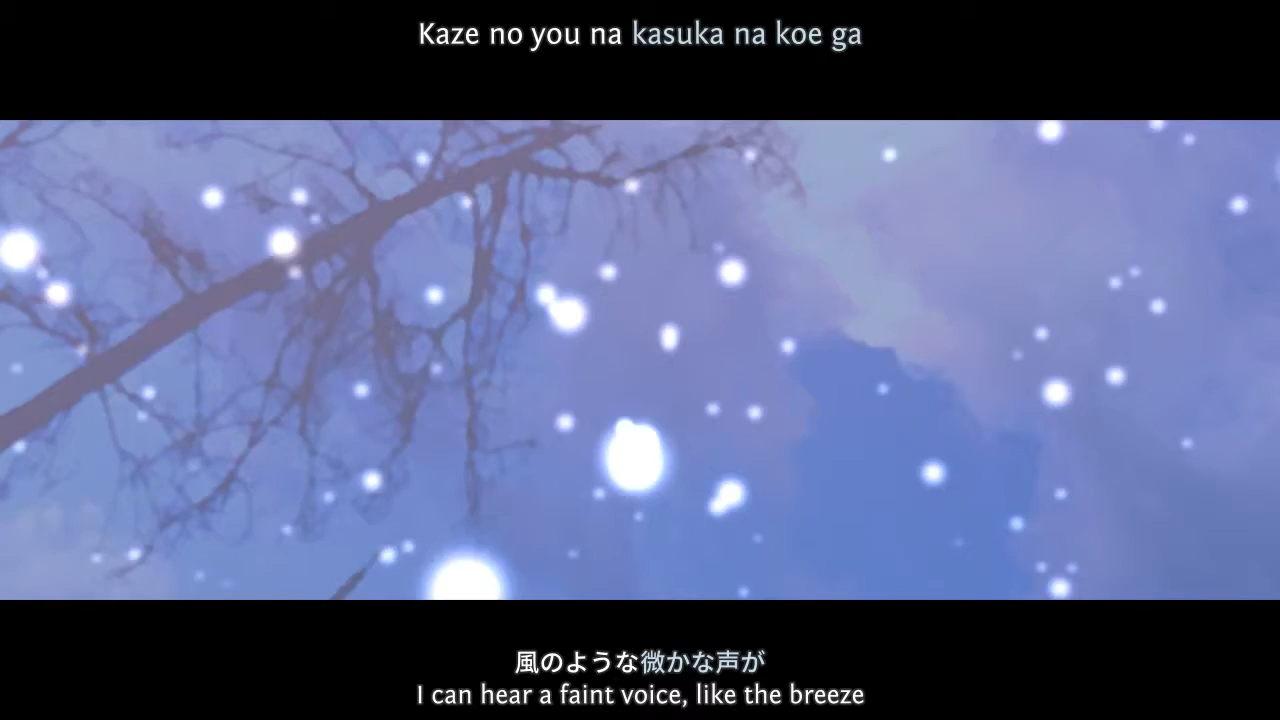 Kaze no you na kasuka na koe ga
風のような微かな声が
I can hear a faint voice, like the breeze